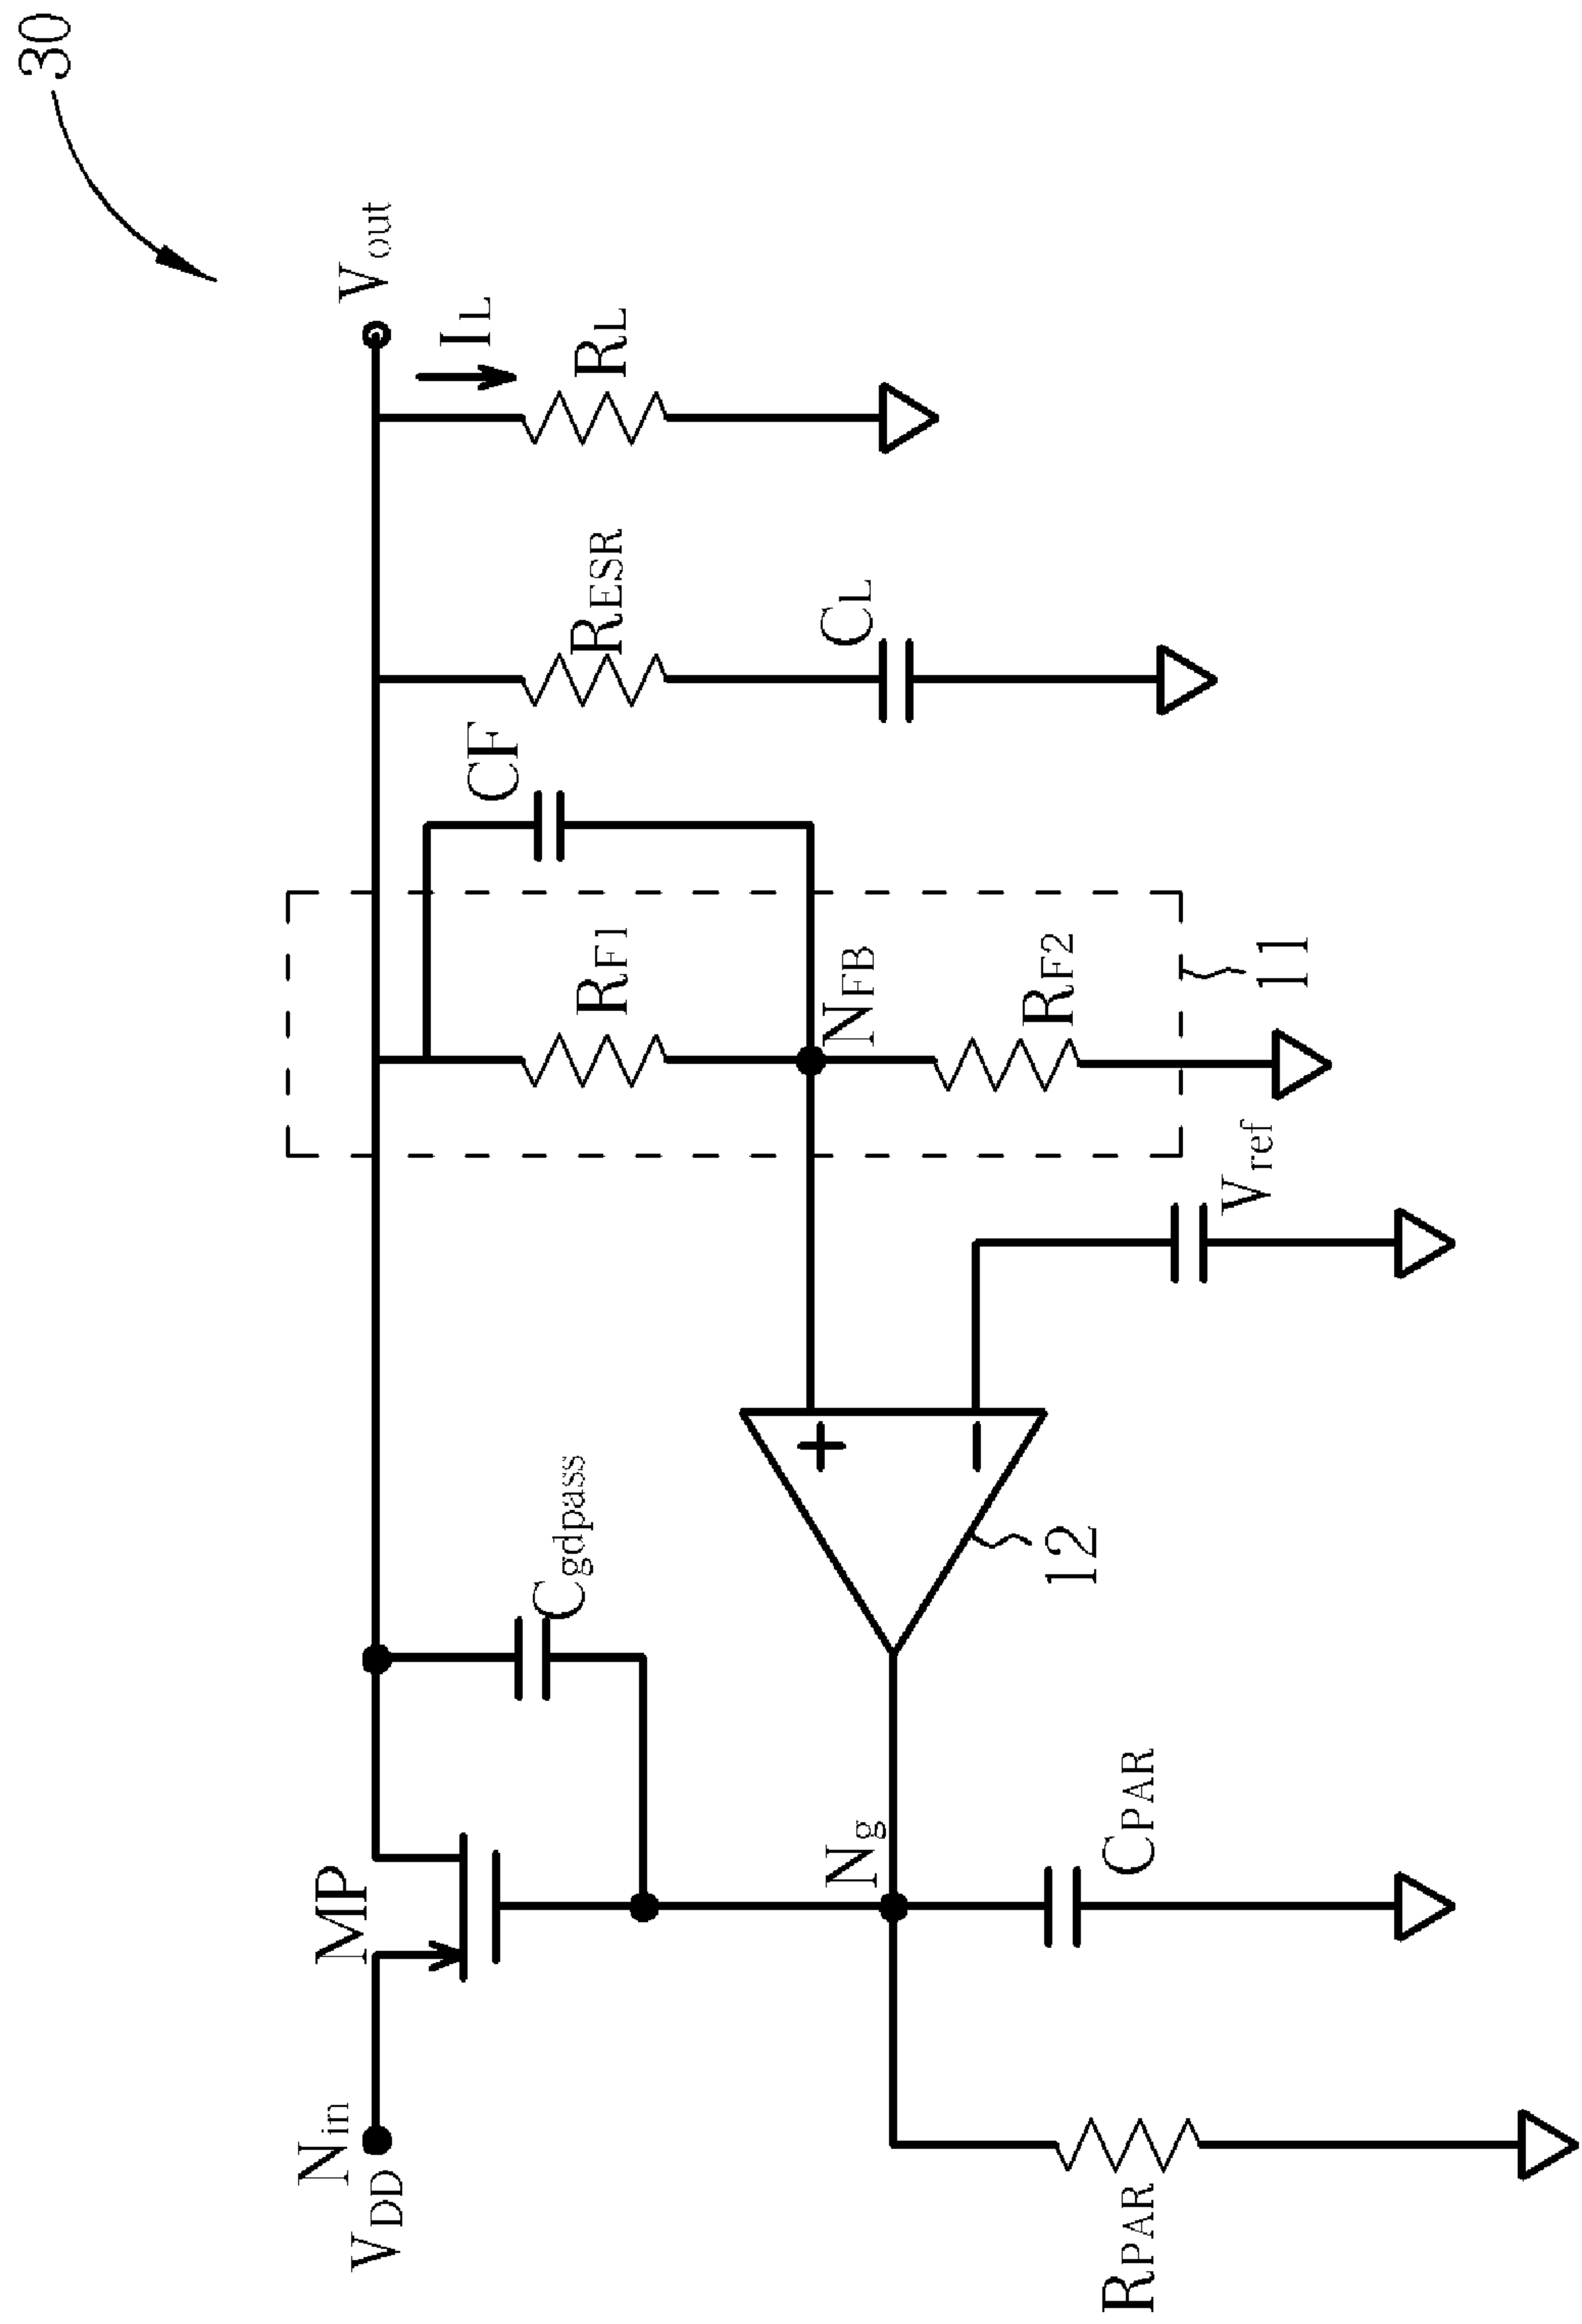 30
Nin
VDD
MP
Cgdpass
Vout
IL
RL
RESR
CL
CF
RF1
NFB
RF2
11
Vref
+
−
12
Ng
CPAR
RPAR